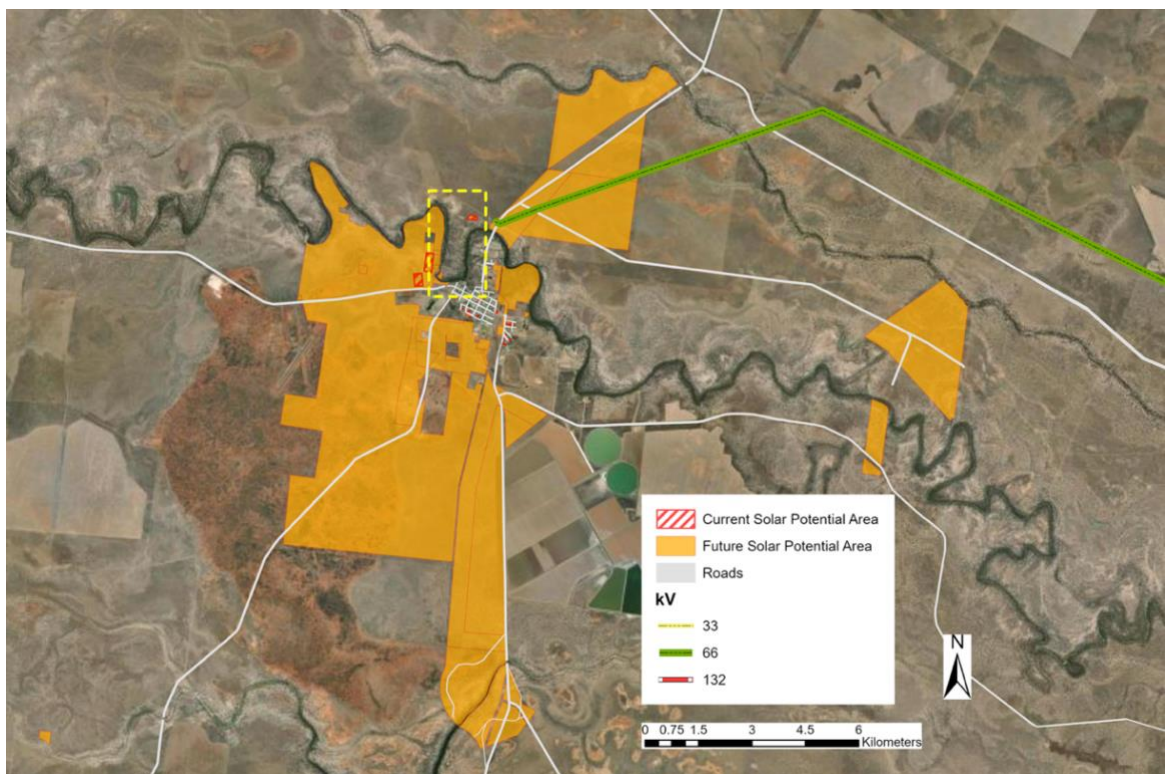 Current Solar Potential Area
Future Solar Potential Area
Roads
kV
33
66
132
N
0 0.75 1.5 3 4.5 6
Kilometers